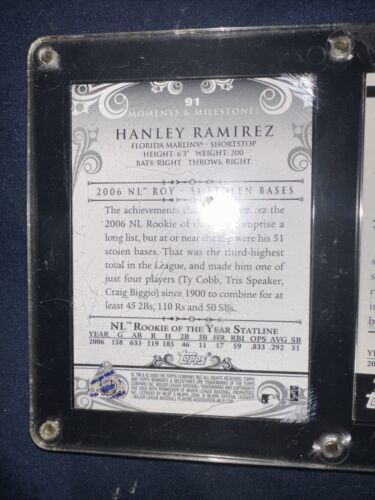 91
MOMENTS & MILESTONES
HANLEY RAMIREZ
FLORIDA MARLINS® · SHORTSTOP
HEIGHT: 6'3" WEIGHT: 200
BATS: RIGHT THROWS: RIGHT
2006 NL™ ROY - 51 STOLEN BASES
The achievements that Ramirez the
2006 NL Rookie of comprise a
long list, but at or near the top were his 51
stolen bases. That was the third-highest
total in the League, and made him one of
just four players (Ty Cobb, Tris Speaker,
Craig Biggio) since 1900 to combine for at
least 45 2Bs, 110 Rs and 50 SBs.
NL™ ROOKIE OF THE YEAR STATLINE
YEAR G AB R H 2B 3B HR RBI OPS AVG SB
2006 158 633 119 185 46 11 17 59 .833 .292 51
Topps